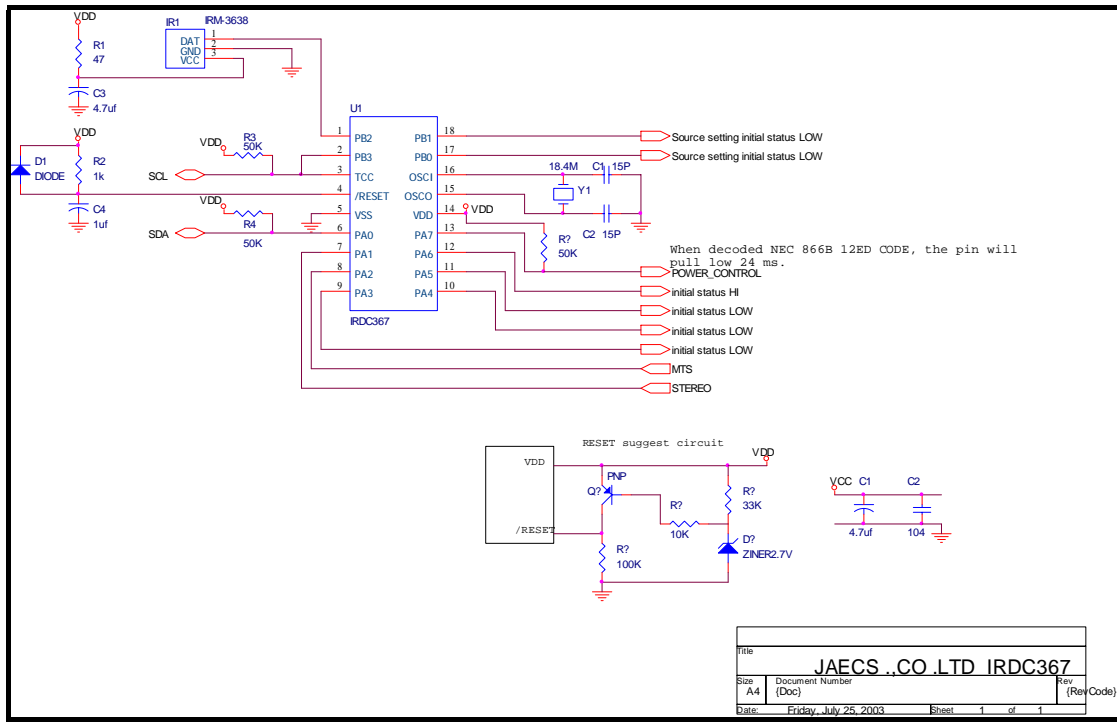 VDD
R1
47
C3
4.7uf
IR1
IRM-3638
DAT
GND
VCC
1
2
3
VDD
D1
DIODE
R2
1k
C4
1uf
VDD
R3
50K
SCL
VDD
R4
50K
SDA
U1
1 PB2
2 PB3
3 TCC
4 /RESET
5 VSS
6 PA0
7 PA1
8 PA2
9 PA3
PB1 18
PB0 17
OSCI 16
OSCO 15
VDD 14
PA7 13
PA6 12
PA5 11
PA4 10
IRDC367
18.4M
Y1
C1 15P
C2 15P
VDD
R?
50K
Source setting initial status LOW
Source setting initial status LOW
When decoded NEC 866B 12ED CODE, the pin will
pull low 24 ms.
POWER_CONTROL
initial status HI
initial status LOW
initial status LOW
initial status LOW
MTS
STEREO
RESET suggest circuit
VDD
/RESET
VDD
PNP
Q?
R?
10K
R?
33K
R?
100K
D?
ZINER2.7V
VCC
C1
4.7uf
C2
104
Title
JAECS .,CO .LTD IRDC367
Size
A4
Document Number
{Doc}
Rev
{RevCode}
Date:
Friday, July 25, 2003
Sheet 1 of 1